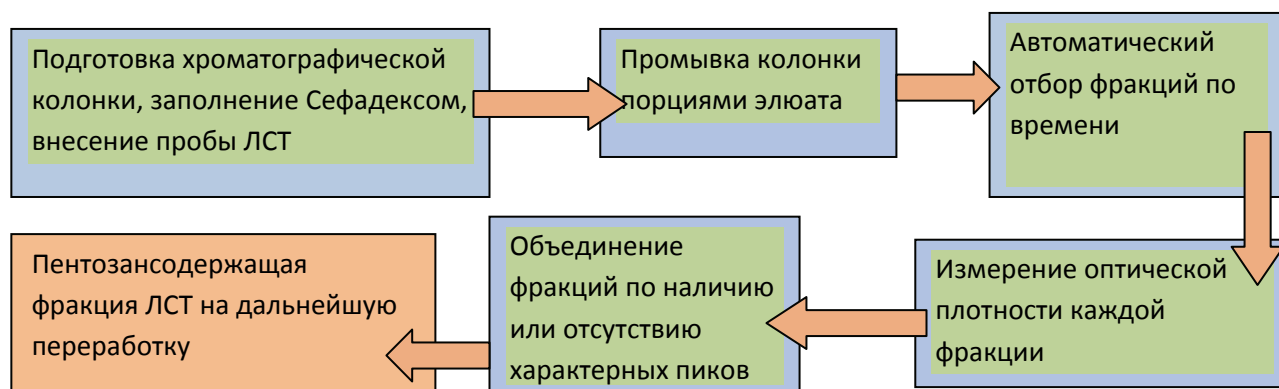 Подготовка хроматографической
колонки, заполнение Сефадексом,
внесение пробы ЛСТ
Промывка колонки
порциями элюата
Автоматический
отбор фракций по
времени
Измерение оптической
плотности каждой
фракции
Объединение
фракций по наличию
или отсутствию
характерных пиков
Пентозансодержащая
фракция ЛСТ на дальнейшую
переработку